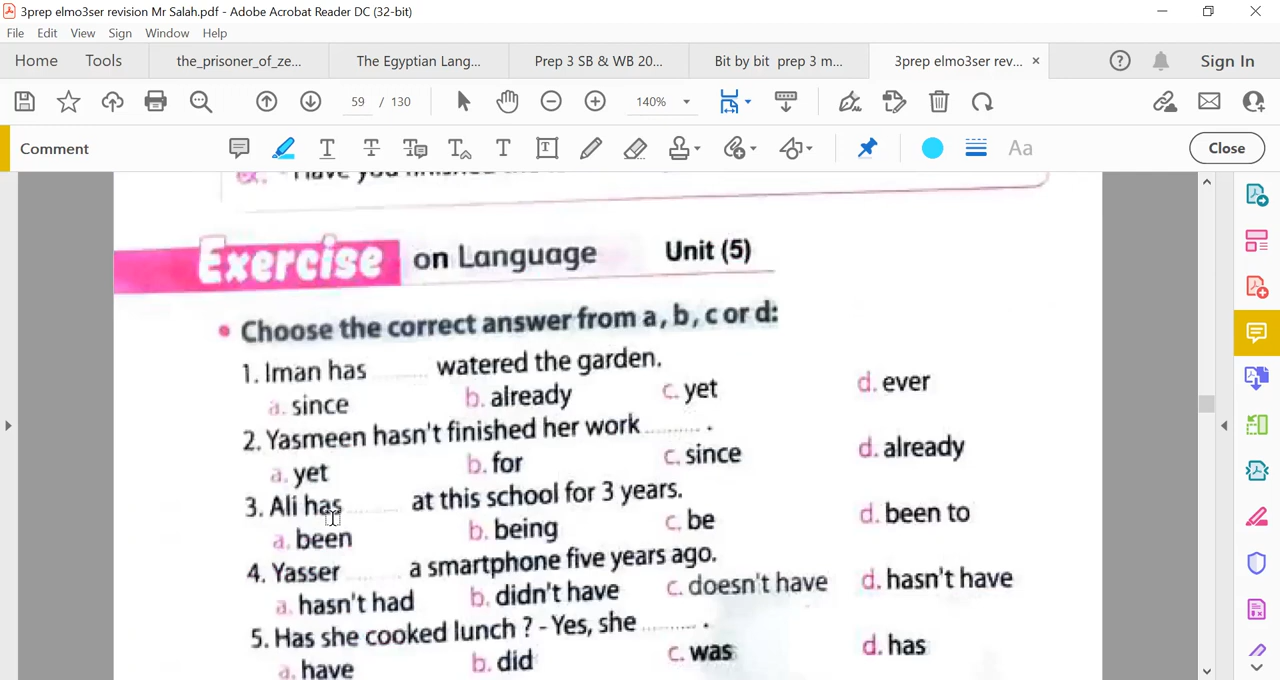 3prep elmo3ser revision Mr Salah.pdf - Adobe Acrobat Reader DC (32-bit)
File Edit View Sign Window Help
Home Tools the_prisoner_of_ze... The Egyptian Lang... Prep 3 SB & WB 20... Bit by bit prep 3 m... 3prep elmo3ser rev... × Sign In
59 / 130 140%
Comment Aa Close
ex. - Have you finished
Exercise on Language Unit (5)
• Choose the correct answer from a, b, c or d:
1. Iman has ........ watered the garden.
a. since b. already c. yet d. ever
2. Yasmeen hasn't finished her work ......... .
a. yet b. for c. since d. already
3. Ali has ........ at this school for 3 years.
a. been b. being c. be d. been to
4. Yasser ........ a smartphone five years ago.
a. hasn't had b. didn't have c. doesn't have d. hasn't have
5. Has she cooked lunch ? - Yes, she ......... .
a. have b. did c. was d. has